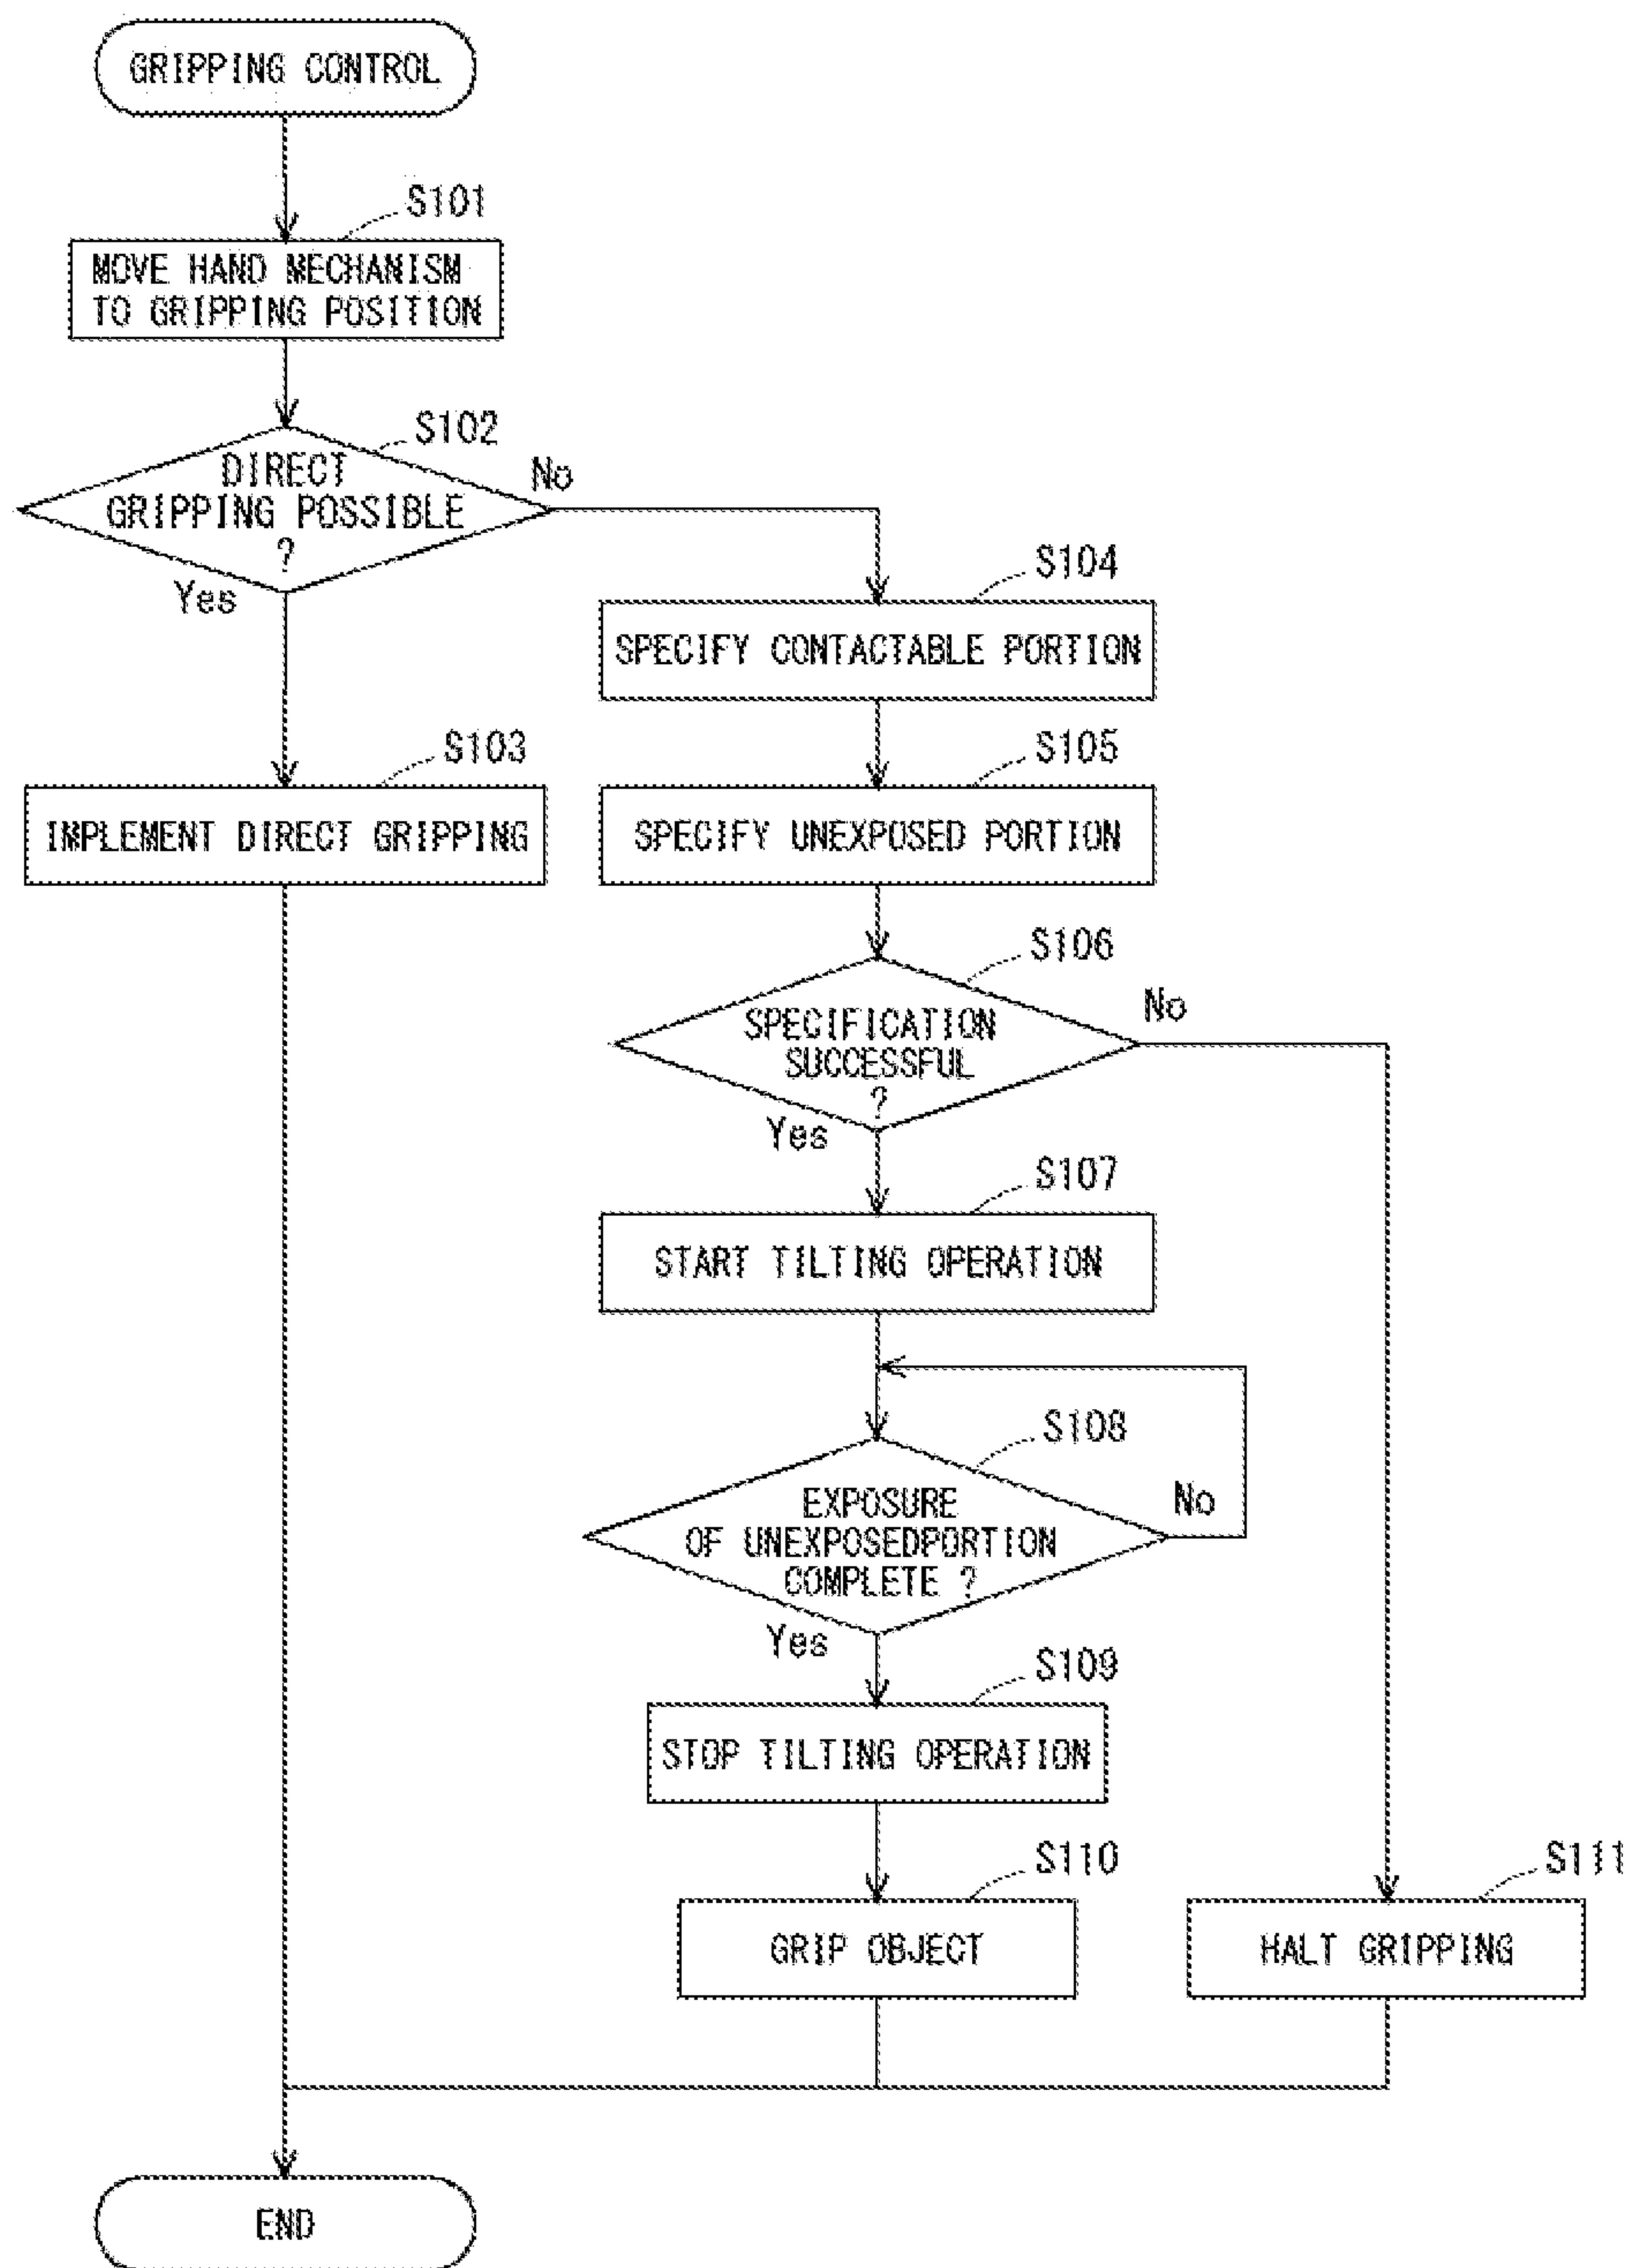 GRIPPING CONTROL
S101
MOVE HAND MECHANISM
TO GRIPPING POSITION
S102
DIRECT
GRIPPING POSSIBLE
?
No
Yes
S104
SPECIFY CONTACTABLE PORTION
S103
IMPLEMENT DIRECT GRIPPING
S105
SPECIFY UNEXPOSED PORTION
S106
SPECIFICATION
SUCCESSFUL
?
No
Yes
S107
START TILTING OPERATION
S108
EXPOSURE
OF UNEXPOSEDPORTION
COMPLETE ?
No
Yes
S109
STOP TILTING OPERATION
S110
GRIP OBJECT
S111
HALT GRIPPING
END